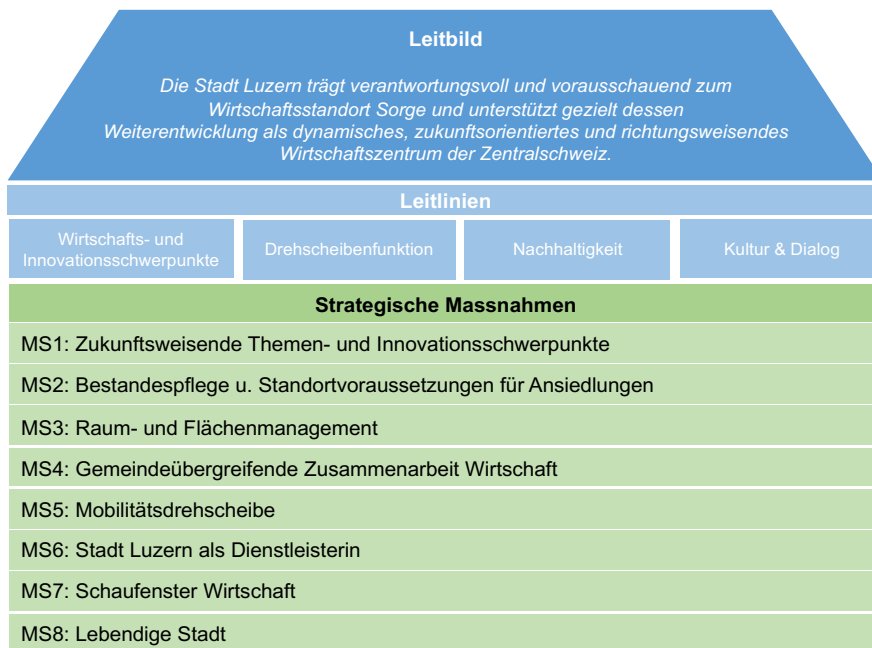 Leitbild
Die Stadt Luzern trägt verantwortungsvoll und vorausschauend zum
Wirtschaftsstandort Sorge und unterstützt gezielt dessen
Weiterentwicklung als dynamisches, zukunftsorientiertes und richtungsweisendes
Wirtschaftszentrum der Zentralschweiz.
Leitlinien
Wirtschafts- und
Innovationsschwerpunkte
Drehscheibenfunktion
Nachhaltigkeit
Kultur & Dialog
Strategische Massnahmen
MS1: Zukunftsweisende Themen- und Innovationsschwerpunkte
MS2: Bestandespflege u. Standortvoraussetzungen für Ansiedlungen
MS3: Raum- und Flächenmanagement
MS4: Gemeindeübergreifende Zusammenarbeit Wirtschaft
MS5: Mobilitätsdrehscheibe
MS6: Stadt Luzern als Dienstleisterin
MS7: Schaufenster Wirtschaft
MS8: Lebendige Stadt